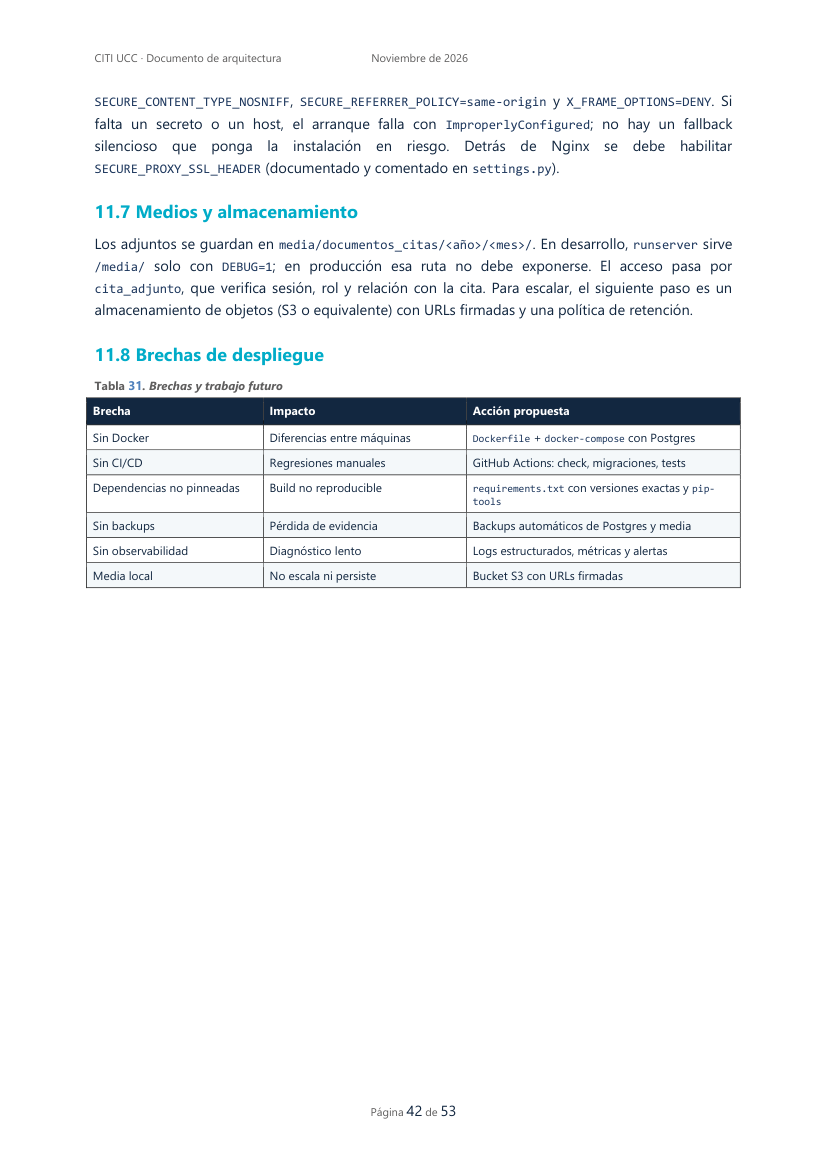 CITI UCC · Documento de arquitectura Noviembre de 2026
SECURE_CONTENT_TYPE_NOSNIFF, SECURE_REFERRER_POLICY=same-origin y X_FRAME_OPTIONS=DENY. Si
falta un secreto o un host, el arranque falla con ImproperlyConfigured; no hay un fallback
silencioso que ponga la instalación en riesgo. Detrás de Nginx se debe habilitar
SECURE_PROXY_SSL_HEADER (documentado y comentado en settings.py).
11.7 Medios y almacenamiento
Los adjuntos se guardan en media/documentos_citas/<año>/<mes>/. En desarrollo, runserver sirve
/media/ solo con DEBUG=1; en producción esa ruta no debe exponerse. El acceso pasa por
cita_adjunto, que verifica sesión, rol y relación con la cita. Para escalar, el siguiente paso es un
almacenamiento de objetos (S3 o equivalente) con URLs firmadas y una política de retención.
11.8 Brechas de despliegue
Tabla 31. Brechas y trabajo futuro
Brecha Impacto Acción propuesta
Sin Docker Diferencias entre máquinas Dockerfile + docker-compose con Postgres
Sin CI/CD Regresiones manuales GitHub Actions: check, migraciones, tests
Dependencias no pinneadas Build no reproducible requirements.txt con versiones exactas y pip-
tools
Sin backups Pérdida de evidencia Backups automáticos de Postgres y media
Sin observabilidad Diagnóstico lento Logs estructurados, métricas y alertas
Media local No escala ni persiste Bucket S3 con URLs firmadas
Página 42 de 53